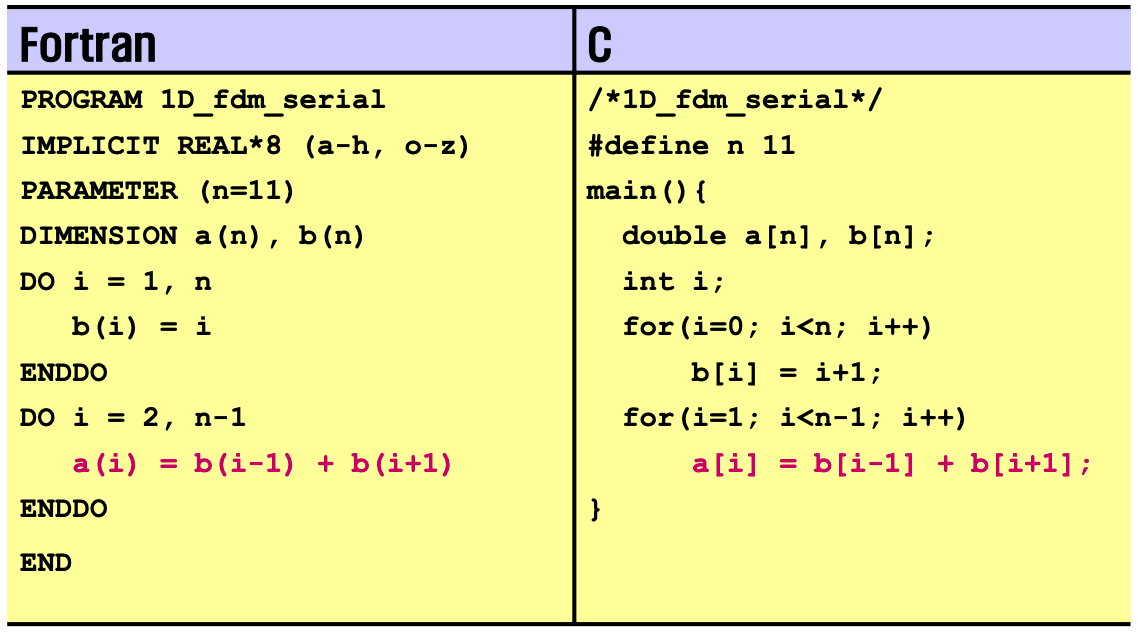 Fortran
PROGRAM 1D_fdm_serial
IMPLICIT REAL*8 (a-h, o-z)
PARAMETER (n=11)
DIMENSION a(n), b(n)
DO i = 1, n
   b(i) = i
ENDDO
DO i = 2, n-1
   a(i) = b(i-1) + b(i+1)
ENDDO
END
C
/*1D_fdm_serial*/
#define n 11
main(){
  double a[n], b[n];
  int i;
  for(i=0; i<n; i++)
      b[i] = i+1;
  for(i=1; i<n-1; i++)
      a[i] = b[i-1] + b[i+1];
}